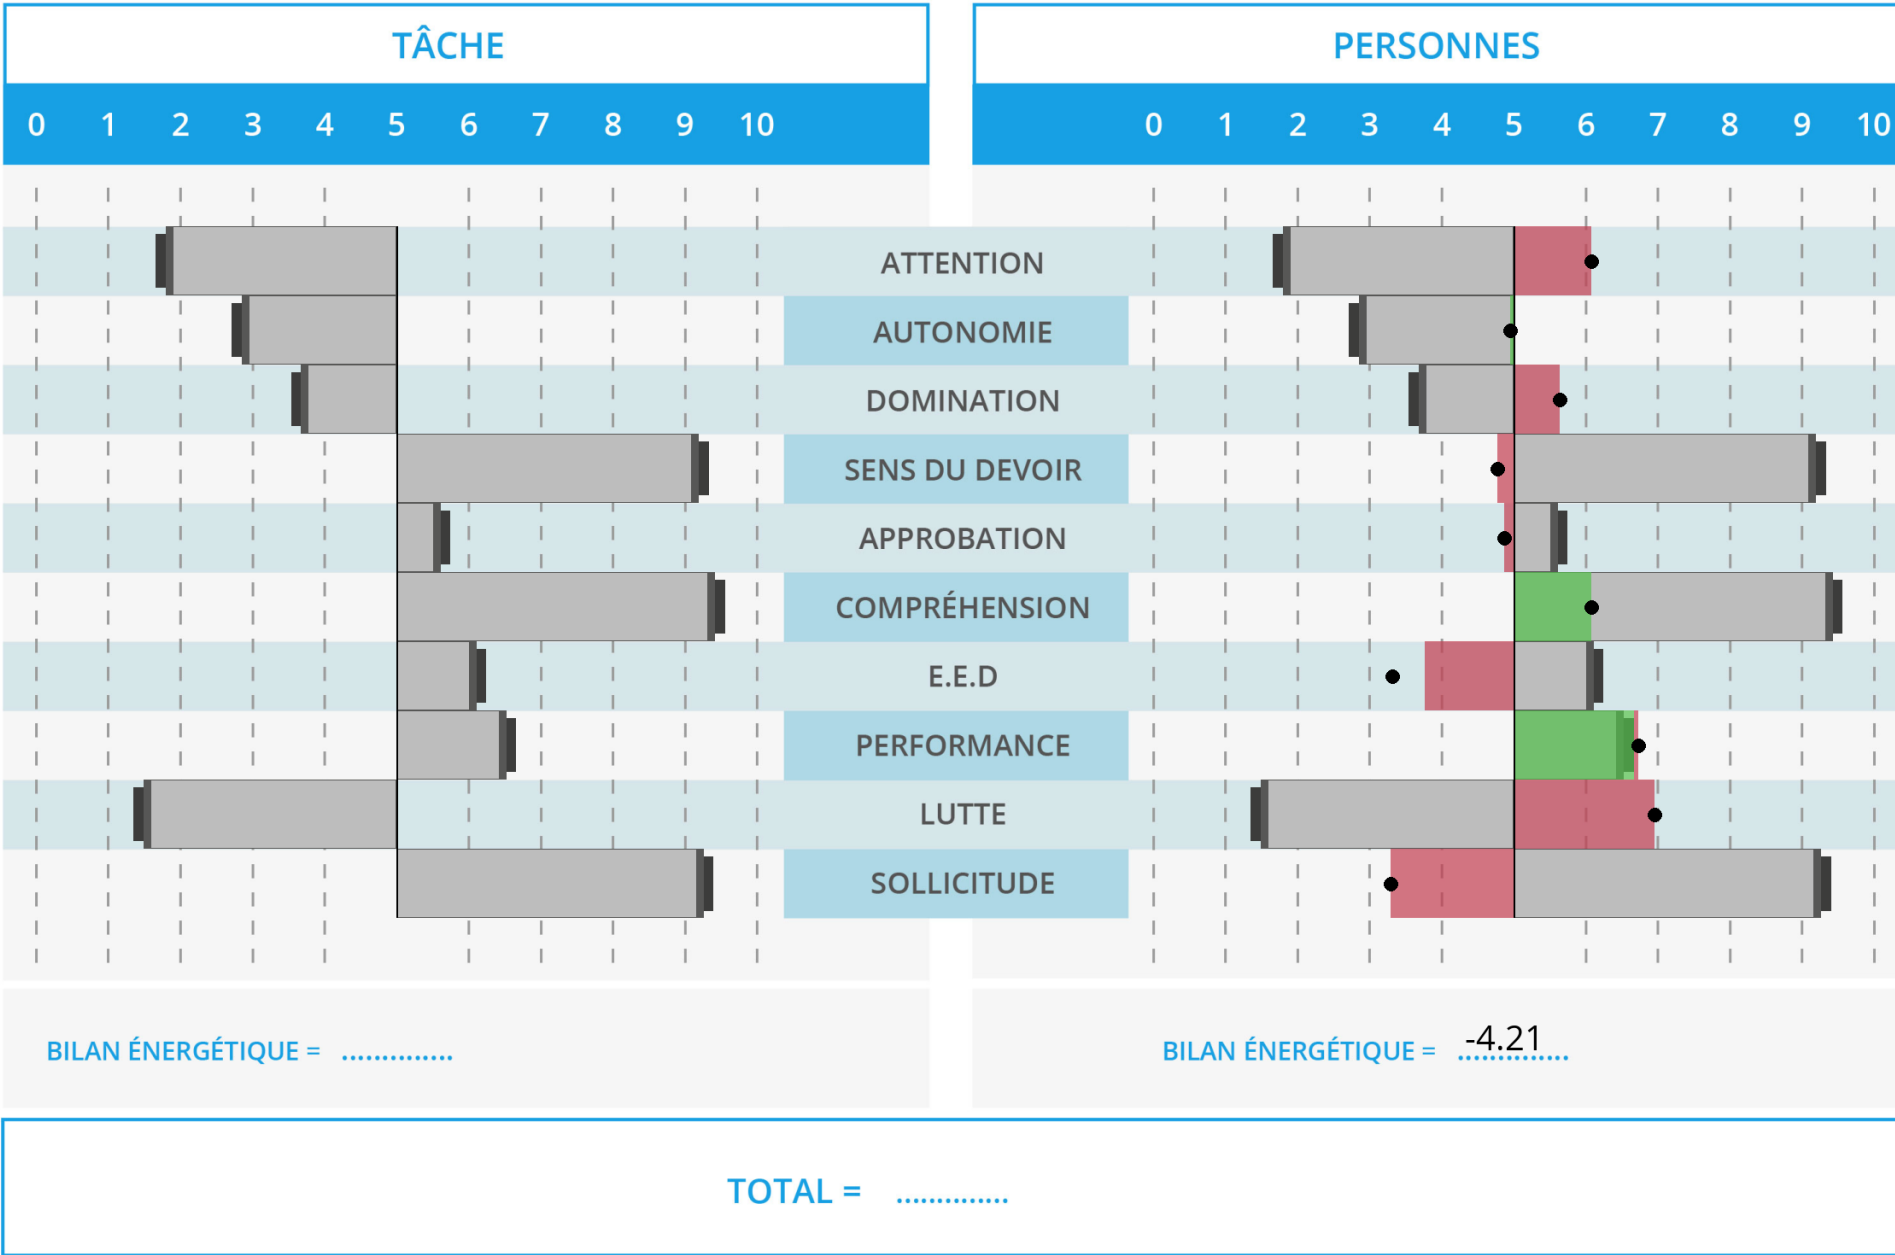 TÂCHE
PERSONNES
0 1 2 3 4 5 6 7 8 9 10
0 1 2 3 4 5 6 7 8 9 10
ATTENTION
AUTONOMIE
DOMINATION
SENS DU DEVOIR
APPROBATION
COMPRÉHENSION
E.E.D
PERFORMANCE
LUTTE
SOLLICITUDE
BILAN ÉNERGÉTIQUE = ..............
BILAN ÉNERGÉTIQUE = -4.21
TOTAL = ..............